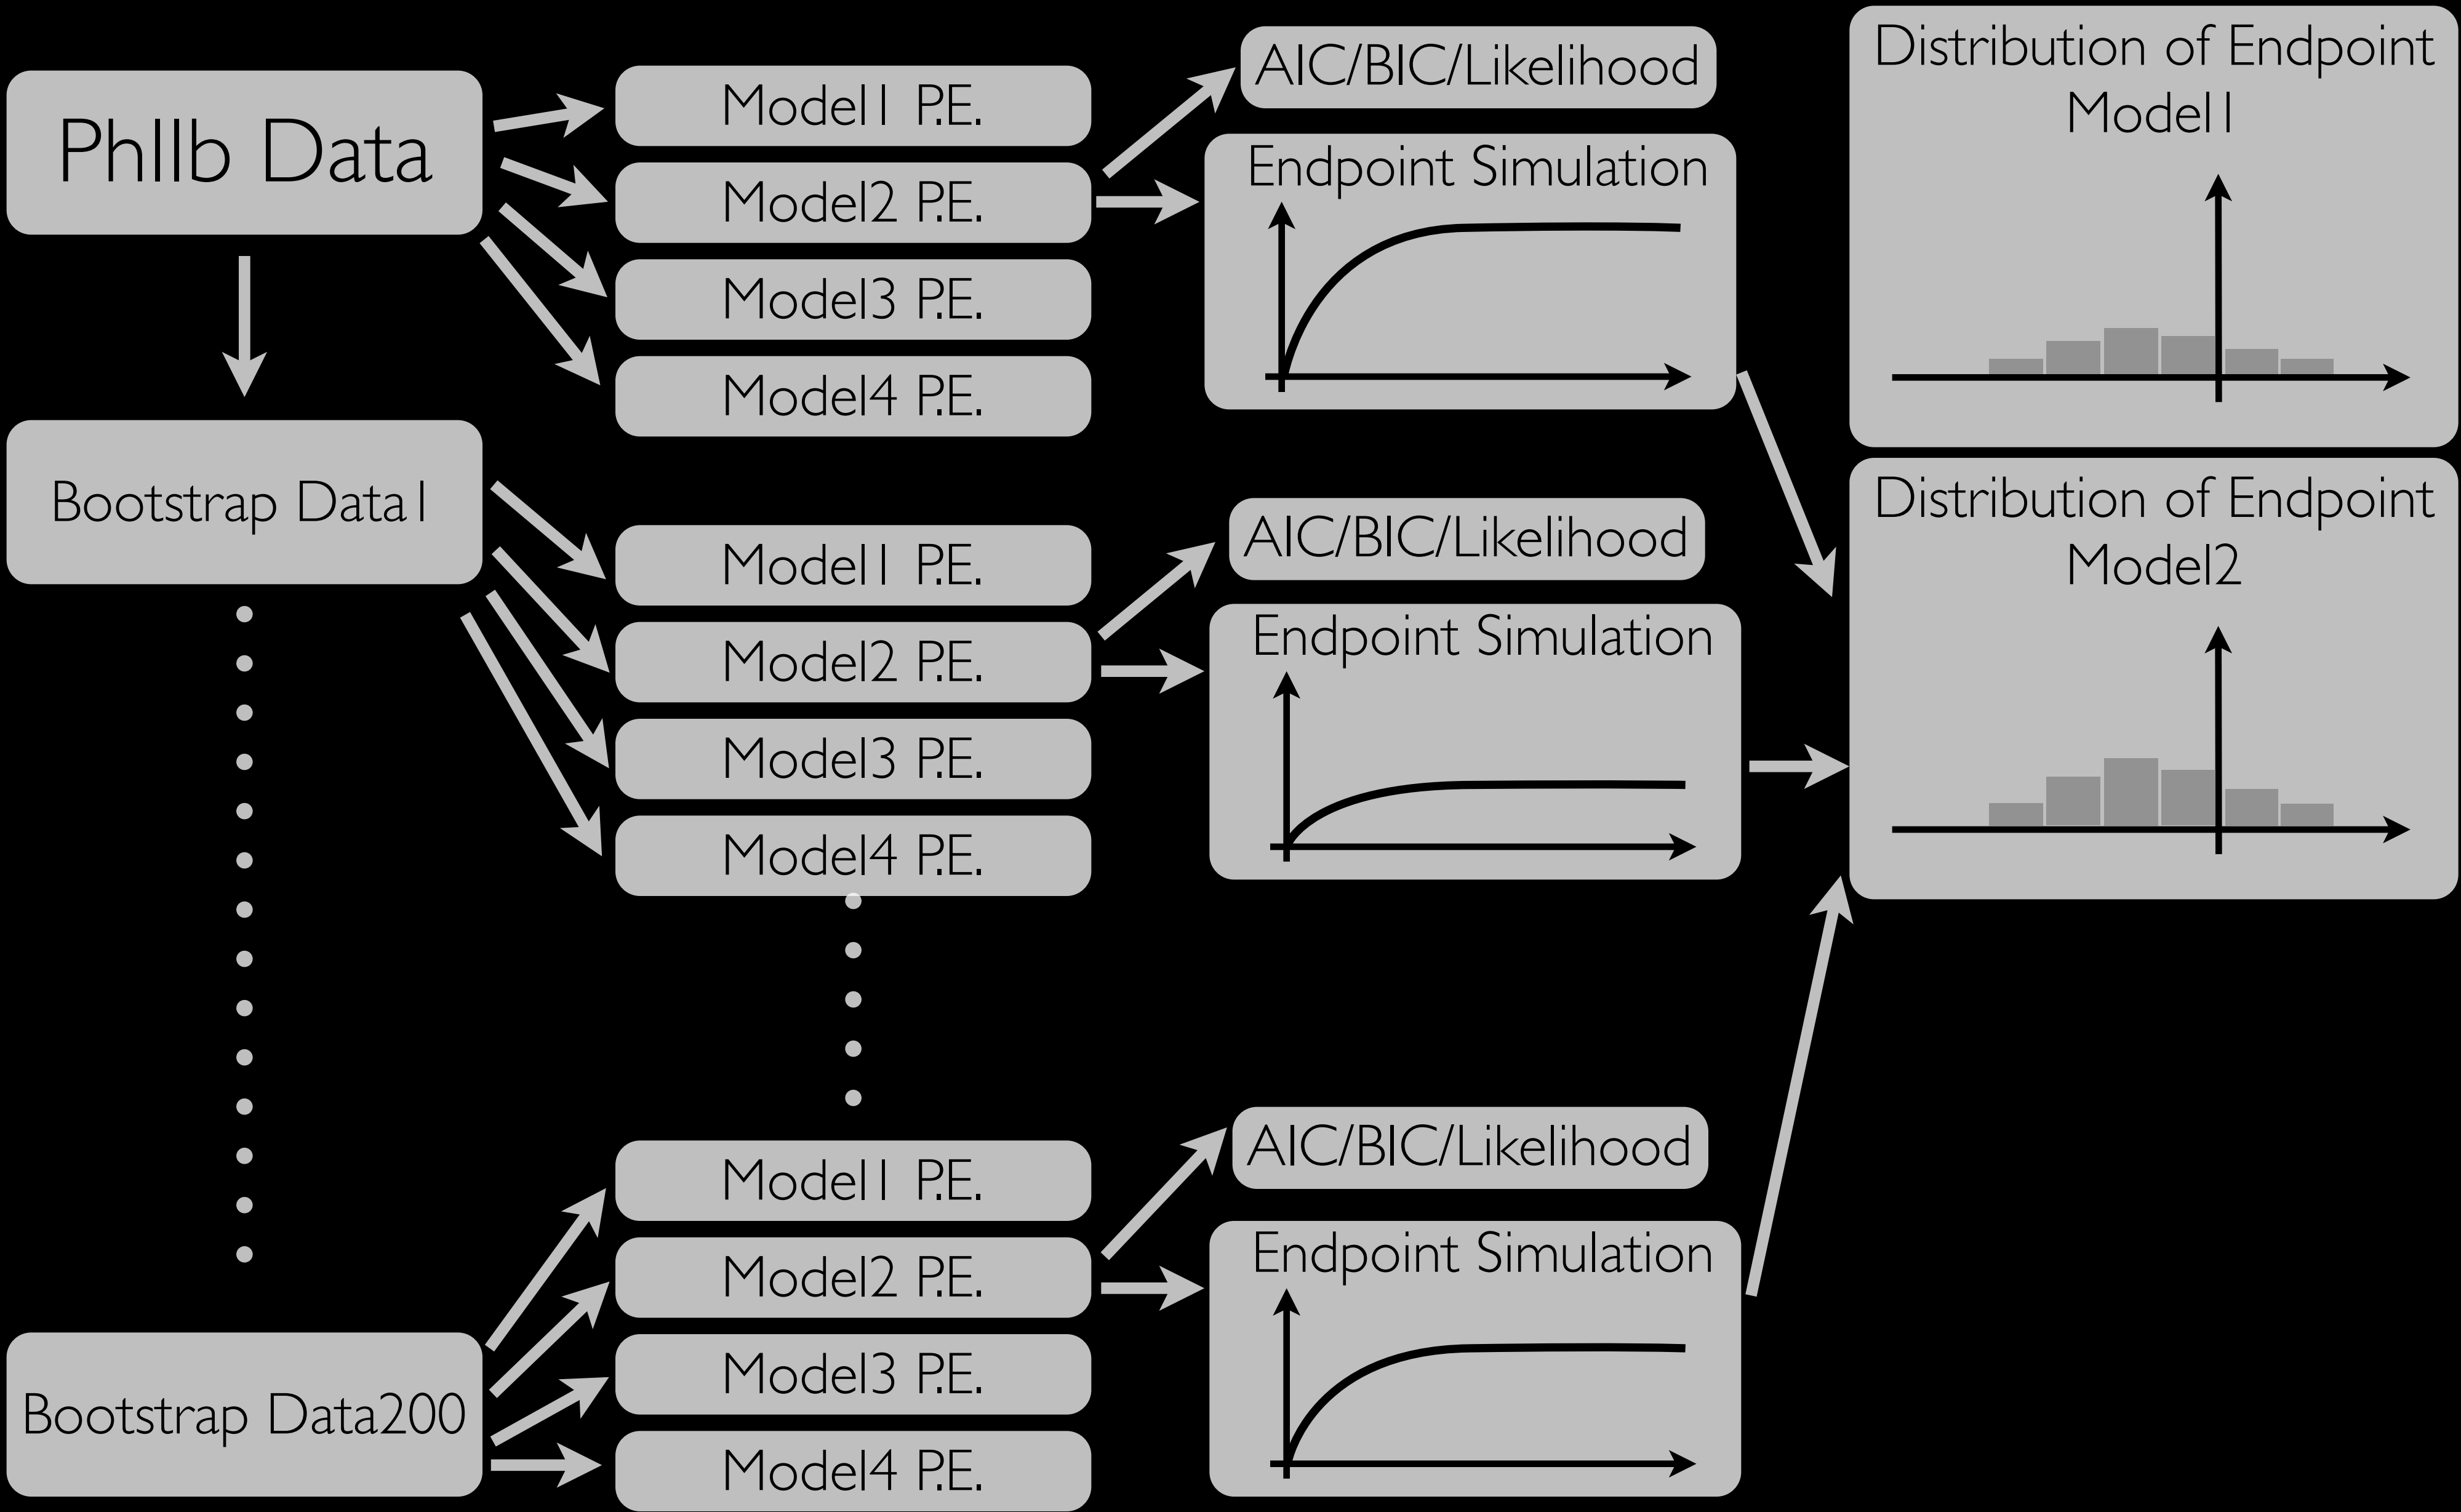 PhIIb Data
Model1 P.E.
Model2 P.E.
Model3 P.E.
Model4 P.E.
AIC/BIC/Likelihood
Endpoint Simulation
Distribution of Endpoint
Model1
Bootstrap Data1
Model1 P.E.
Model2 P.E.
Model3 P.E.
Model4 P.E.
AIC/BIC/Likelihood
Endpoint Simulation
Distribution of Endpoint
Model2
Bootstrap Data200
Model1 P.E.
Model2 P.E.
Model3 P.E.
Model4 P.E.
AIC/BIC/Likelihood
Endpoint Simulation